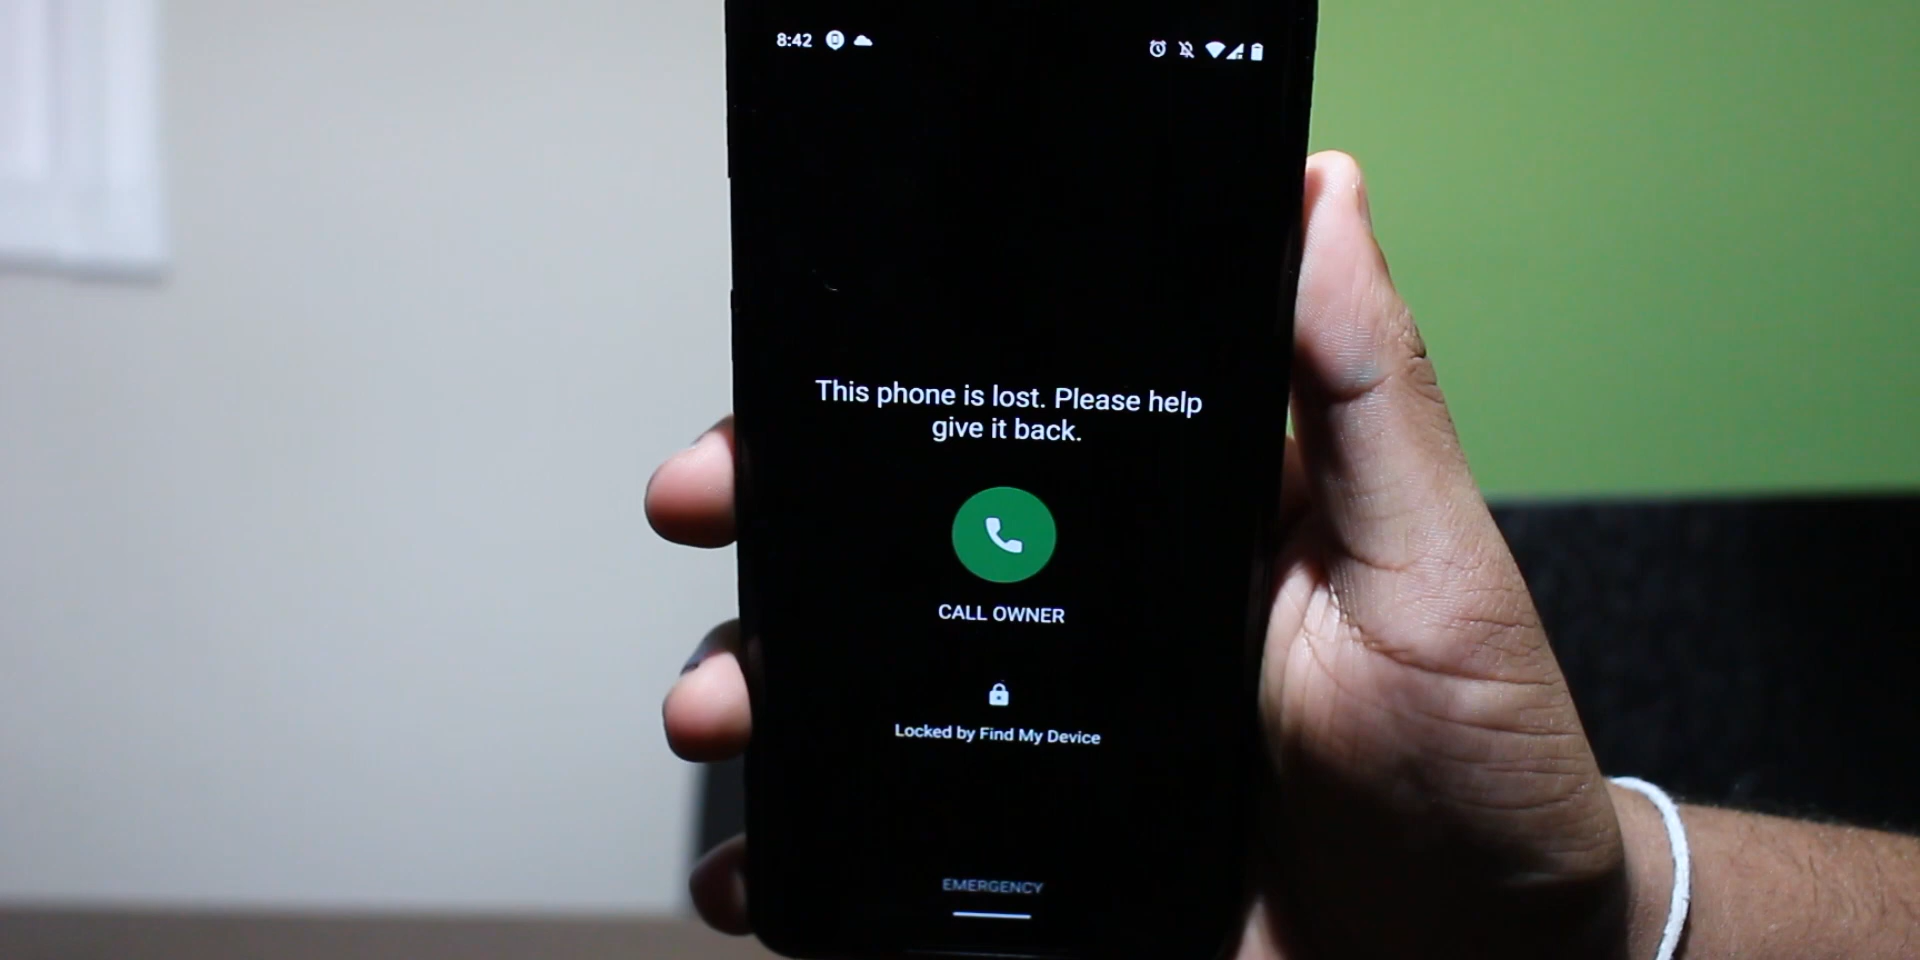 8:42
This phone is lost. Please help
give it back.
CALL OWNER
Locked by Find My Device
EMERGENCY